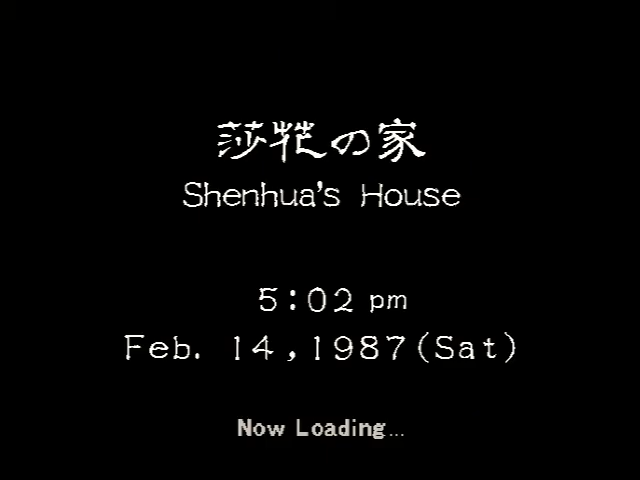 莎花の家
Shenhua's House
5:02 pm
Feb. 14,1987(Sat)
Now Loading...